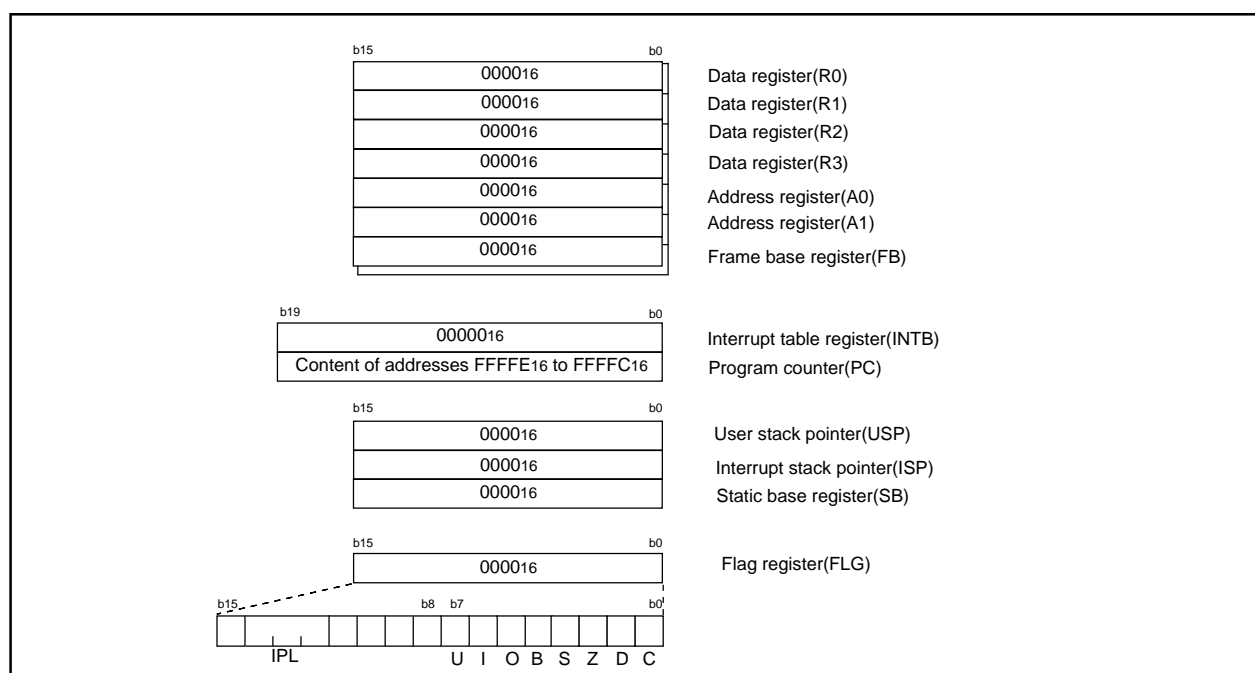 b15 b0
000016 Data register(R0)
000016 Data register(R1)
000016 Data register(R2)
000016 Data register(R3)
000016 Address register(A0)
000016 Address register(A1)
000016 Frame base register(FB)
b19 b0
0000016 Interrupt table register(INTB)
Content of addresses FFFFE16 to FFFFC16 Program counter(PC)
b15 b0
000016 User stack pointer(USP)
000016 Interrupt stack pointer(ISP)
000016 Static base register(SB)
b15 b0
000016 Flag register(FLG)
b15 b8 b7 b0
IPL U I O B S Z D C